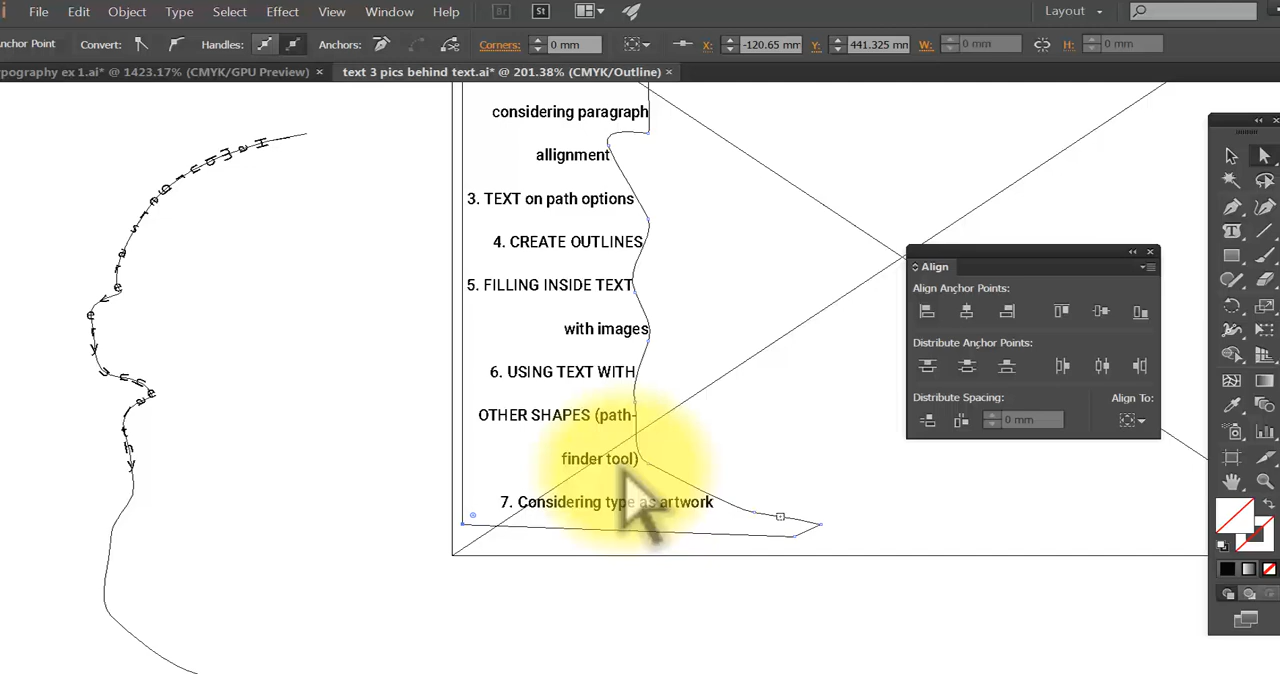 File Edit Object Type Select Effect View Window Help Br St Layout
nchor Point Convert: Handles: Anchors: Corners: 0 mm X: -120.65 mm Y: 441.325 mm W: 0 mm H: 0 mm
pography ex 1.ai* @ 1423.17% (CMYK/GPU Preview) × text 3 pics behind text.ai* @ 201.38% (CMYK/Outline) ×
considering paragraph
allignment
3. TEXT on path options
4. CREATE OUTLINES
5. FILLING INSIDE TEXT
with images
6. USING TEXT WITH
OTHER SHAPES (path-
finder tool)
7. Considering type as artwork
Align
Align Anchor Points:
Distribute Anchor Points:
Distribute Spacing: Align To:
0 mm